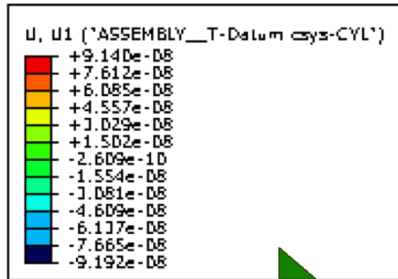 U, U1 ("ASSEMBLY__T-Datum csys-CYL")
+9.140e-08
+7.612e-08
+6.085e-08
+4.557e-08
+3.029e-08
+1.502e-08
-2.609e-10
-1.554e-08
-3.081e-08
-4.609e-08
-6.137e-08
-7.665e-08
-9.192e-08